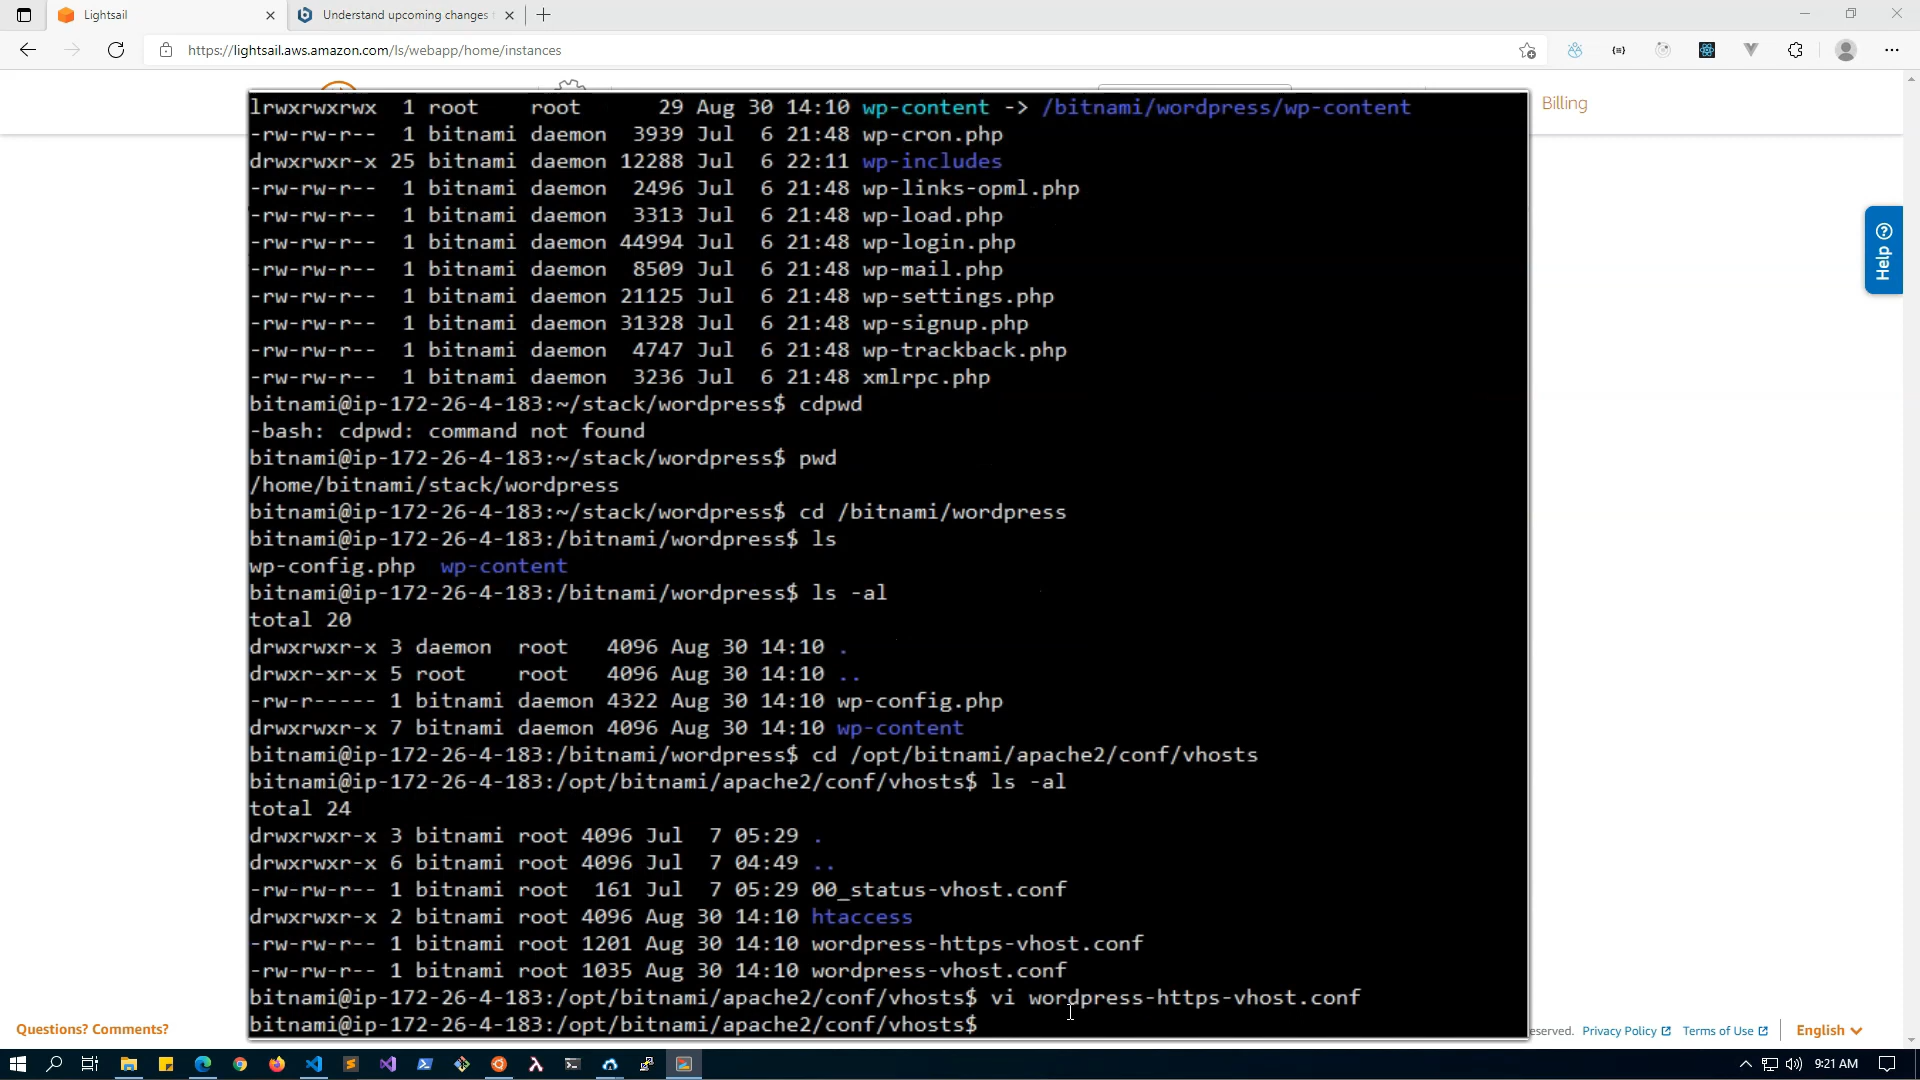 Lightsail
Understand upcoming changes
https://lightsail.aws.amazon.com/ls/webapp/home/instances
Billing
Help
lrwxrwxrwx  1 root    root      29 Aug 30 14:10 wp-content -> /bitnami/wordpress/wp-content
-rw-rw-r--  1 bitnami daemon  3939 Jul  6 21:48 wp-cron.php
drwxrwxr-x 25 bitnami daemon 12288 Jul  6 22:11 wp-includes
-rw-rw-r--  1 bitnami daemon  2496 Jul  6 21:48 wp-links-opml.php
-rw-rw-r--  1 bitnami daemon  3313 Jul  6 21:48 wp-load.php
-rw-rw-r--  1 bitnami daemon 44994 Jul  6 21:48 wp-login.php
-rw-rw-r--  1 bitnami daemon  8509 Jul  6 21:48 wp-mail.php
-rw-rw-r--  1 bitnami daemon 21125 Jul  6 21:48 wp-settings.php
-rw-rw-r--  1 bitnami daemon 31328 Jul  6 21:48 wp-signup.php
-rw-rw-r--  1 bitnami daemon  4747 Jul  6 21:48 wp-trackback.php
-rw-rw-r--  1 bitnami daemon  3236 Jul  6 21:48 xmlrpc.php
bitnami@ip-172-26-4-183:~/stack/wordpress$ cdpwd
-bash: cdpwd: command not found
bitnami@ip-172-26-4-183:~/stack/wordpress$ pwd
/home/bitnami/stack/wordpress
bitnami@ip-172-26-4-183:~/stack/wordpress$ cd /bitnami/wordpress
bitnami@ip-172-26-4-183:/bitnami/wordpress$ ls
wp-config.php  wp-content
bitnami@ip-172-26-4-183:/bitnami/wordpress$ ls -al
total 20
drwxrwxr-x 3 daemon  root   4096 Aug 30 14:10 .
drwxr-xr-x 5 root    root   4096 Aug 30 14:10 ..
-rw-r----- 1 bitnami daemon 4322 Aug 30 14:10 wp-config.php
drwxrwxr-x 7 bitnami daemon 4096 Aug 30 14:10 wp-content
bitnami@ip-172-26-4-183:/bitnami/wordpress$ cd /opt/bitnami/apache2/conf/vhosts
bitnami@ip-172-26-4-183:/opt/bitnami/apache2/conf/vhosts$ ls -al
total 24
drwxrwxr-x 3 bitnami root 4096 Jul  7 05:29 .
drwxrwxr-x 6 bitnami root 4096 Jul  7 04:49 ..
-rw-rw-r-- 1 bitnami root  161 Jul  7 05:29 00_status-vhost.conf
drwxrwxr-x 2 bitnami root 4096 Aug 30 14:10 htaccess
-rw-rw-r-- 1 bitnami root 1201 Aug 30 14:10 wordpress-https-vhost.conf
-rw-rw-r-- 1 bitnami root 1035 Aug 30 14:10 wordpress-vhost.conf
bitnami@ip-172-26-4-183:/opt/bitnami/apache2/conf/vhosts$ vi wordpress-https-vhost.conf
bitnami@ip-172-26-4-183:/opt/bitnami/apache2/conf/vhosts$
Questions? Comments?
eserved. Privacy Policy Terms of Use English
9:21 AM